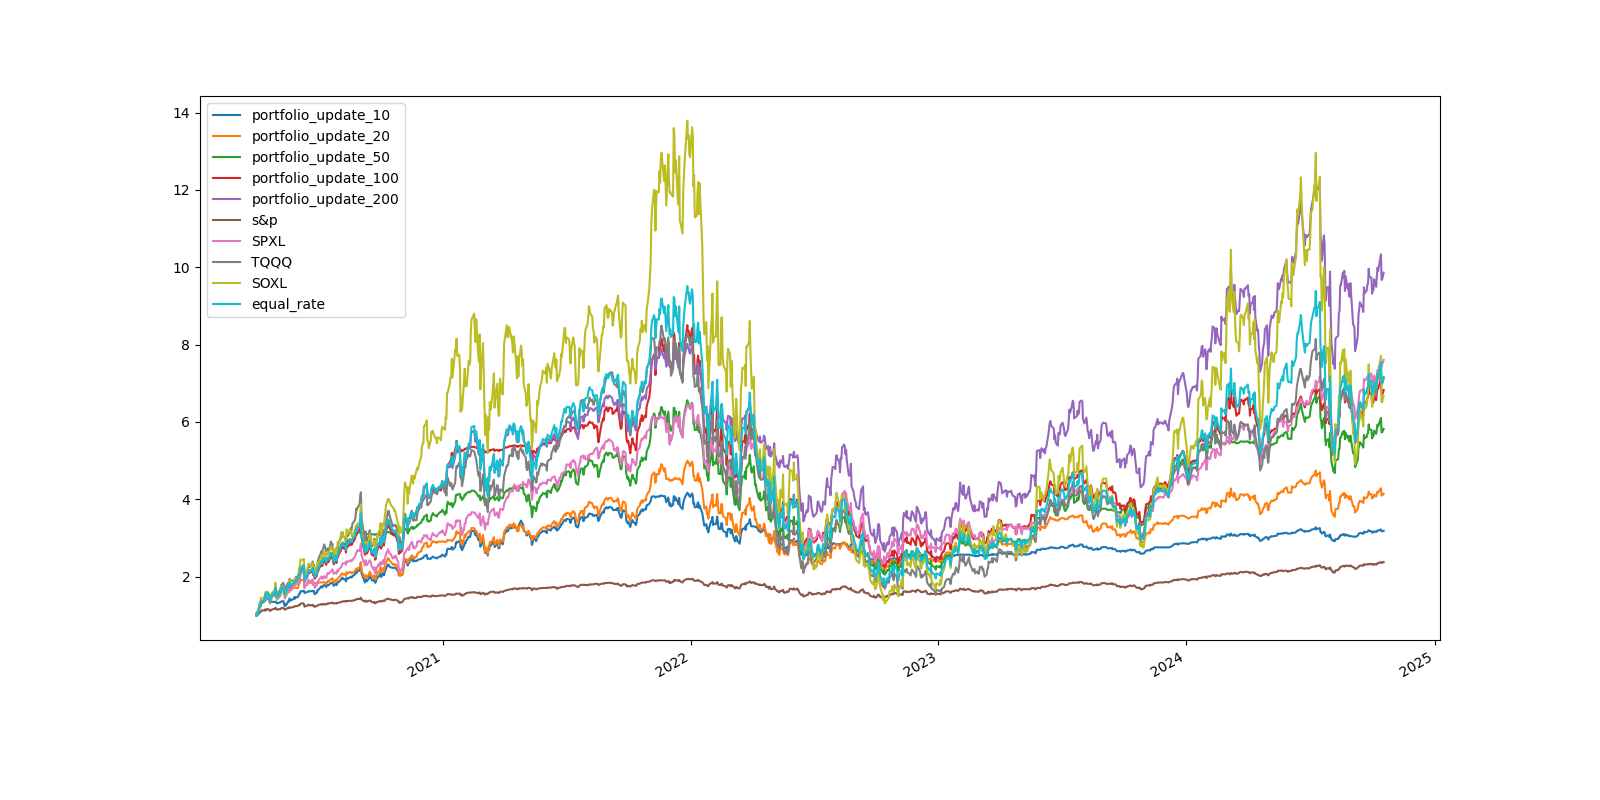 14
12
10
8
6
4
2
portfolio_update_10
portfolio_update_20
portfolio_update_50
portfolio_update_100
portfolio_update_200
s&p
SPXL
TQQQ
SOXL
equal_rate
2021
2022
2023
2024
2025